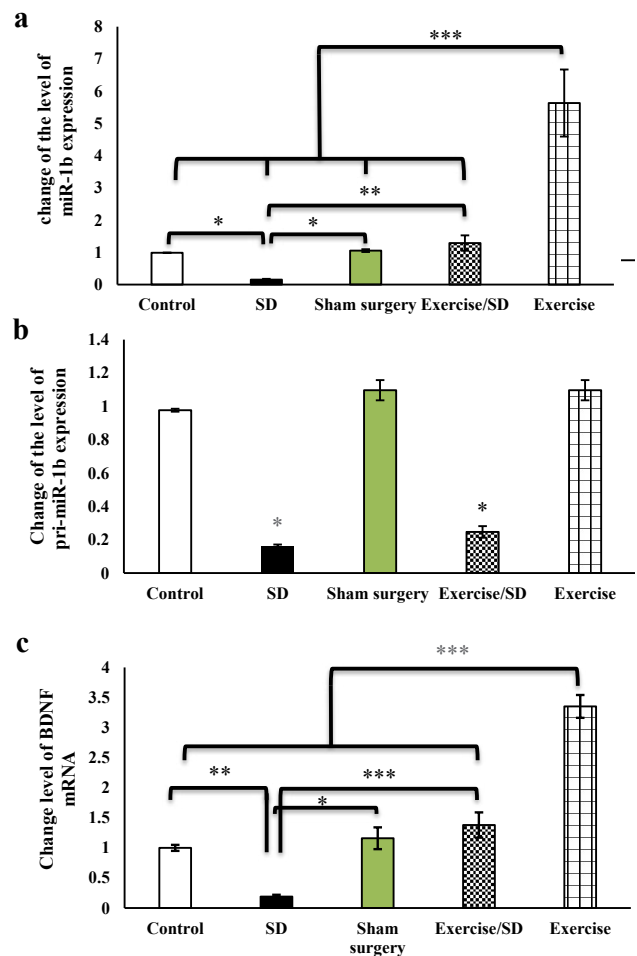 a
change of the level of
miR-1b expression
8
7
6
5
4
3
2
1
0
***
**
*
*
Control SD Sham surgery Exercise/SD Exercise
b
Change of the level of
pri-miR-1b expression
1.4
1.2
1
0.8
0.6
0.4
0.2
0
*
*
Control SD Sham surgery Exercise/SD Exercise
c
Change level of BDNF
mRNA
4
3.5
3
2.5
2
1.5
1
0.5
0
***
**
***
*
Control SD Sham Exercise/SD Exercise
surgery